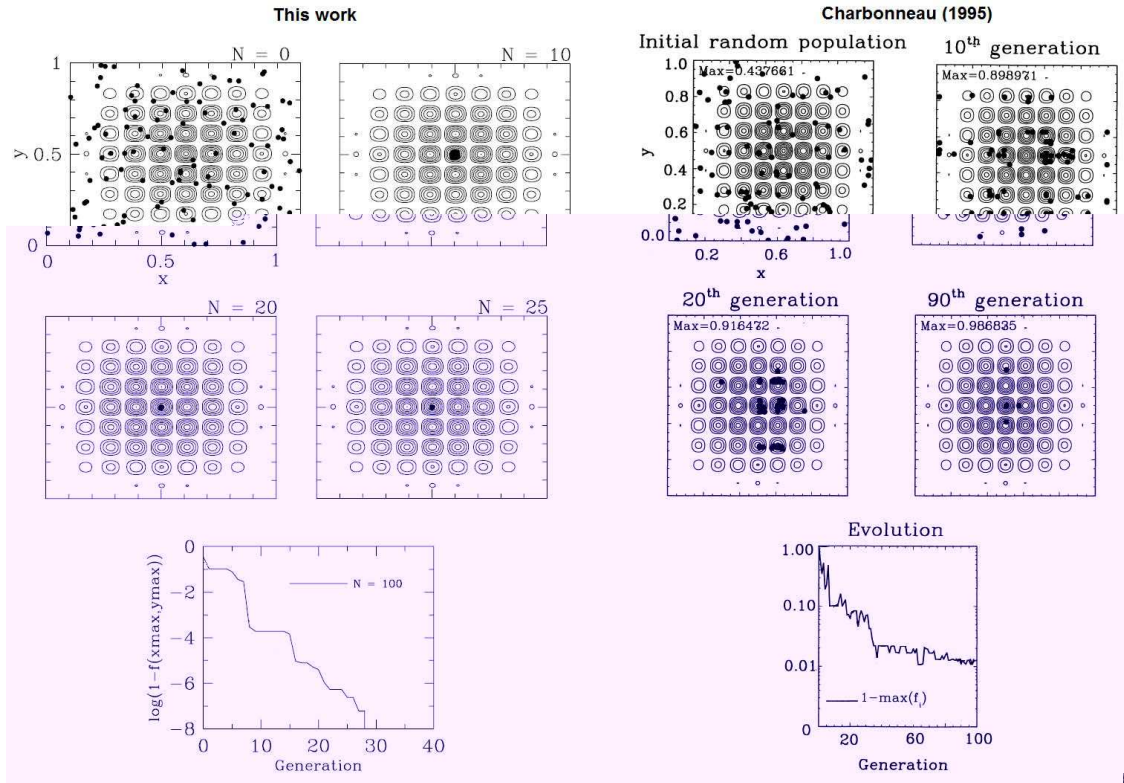 This work
Charbonneau (1995)
N = 0
N = 10
1
y
0.5
0
0
0.5
1
x
Initial random population
Max=0.437661
1.0
0.8
0.6
y
0.4
0.2
0.0
0.2
0.6
1.0
x
10th generation
Max=0.898971
N = 20
N = 25
20th generation
Max=0.916472
90th generation
Max=0.986835
0
-2
-4
-6
-8
log(1-f(xmax,ymax))
N = 100
0
10
20
30
40
Generation
Evolution
1.00
0.10
0.01
0
1-max(fi)
20
60
100
Generation